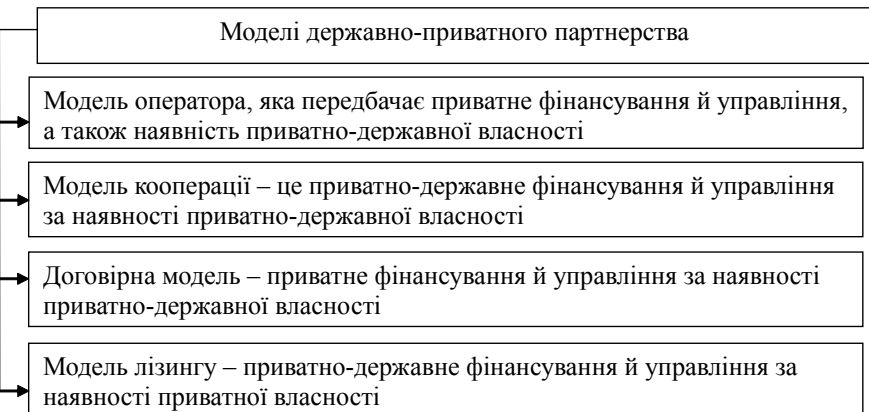 Моделі державно-приватного партнерства
Модель оператора, яка передбачає приватне фінансування й управління,
а також наявність приватно-державної власності
Модель кооперації – це приватно-державне фінансування й управління
за наявності приватно-державної власності
Договірна модель – приватне фінансування й управління за наявності
приватно-державної власності
Модель лізингу – приватно-державне фінансування й управління за
наявності приватної власності